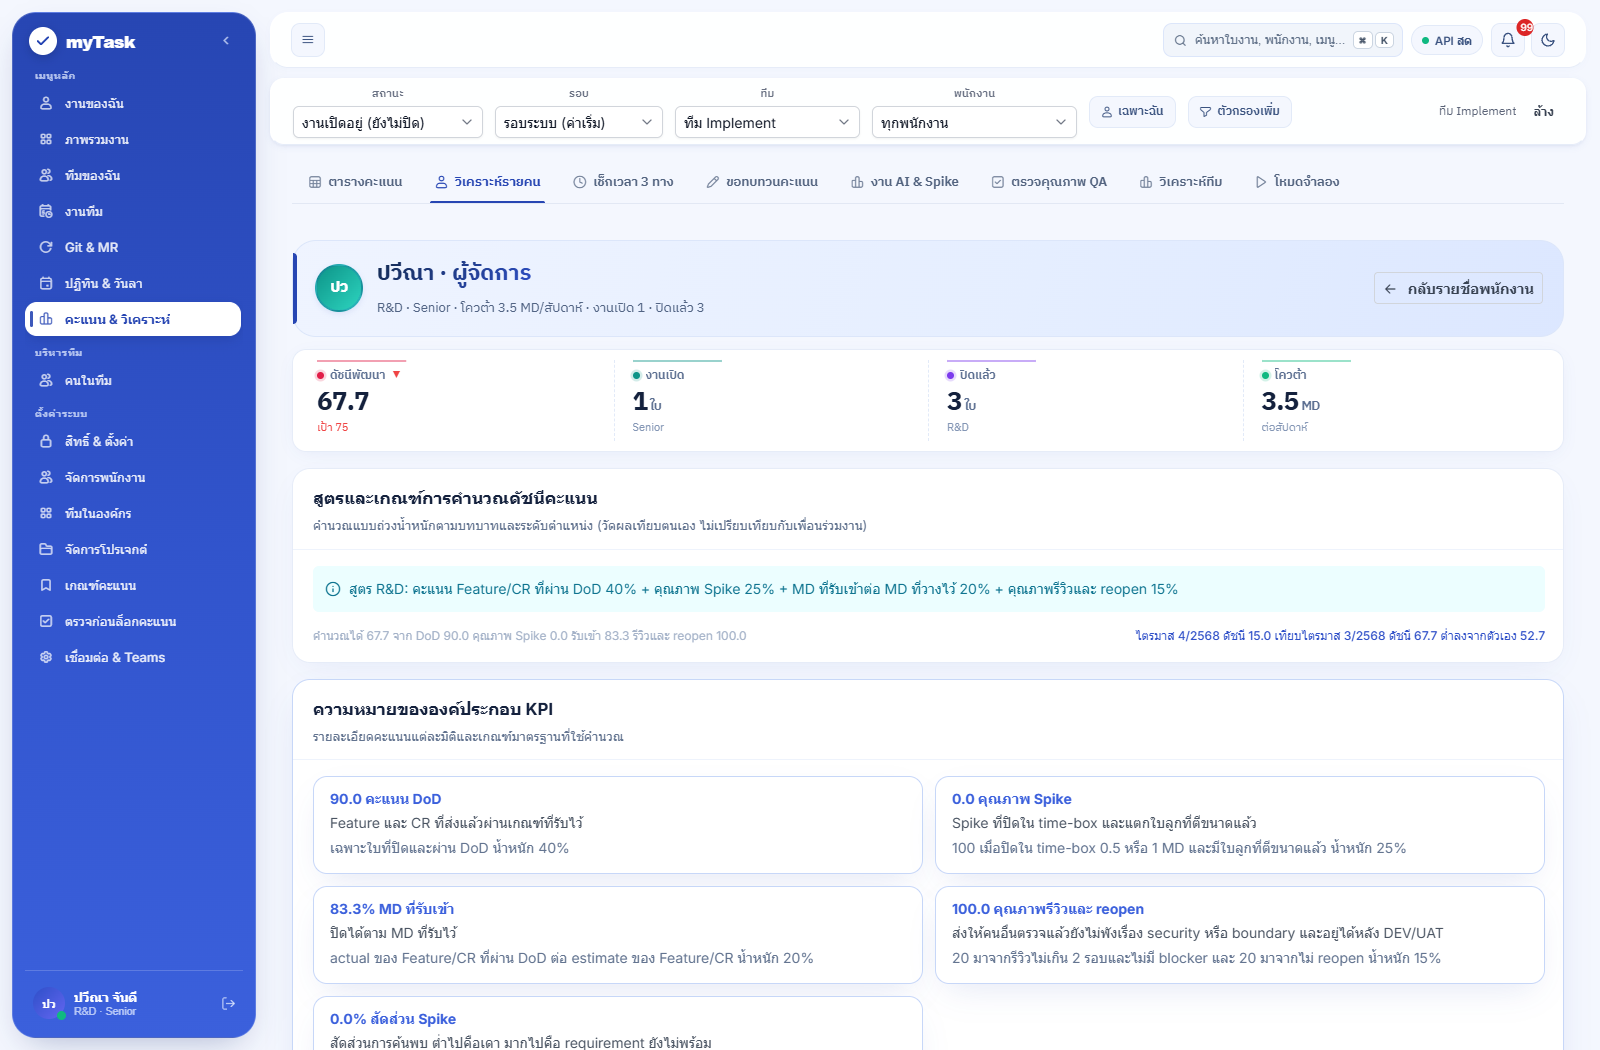 myTask
เมนูหลัก
งานของฉัน
ภาพรวมงาน
ทีมของฉัน
งานทีม
Git & MR
ปฏิทิน & วันลา
คะแนน & วิเคราะห์
บริหารทีม
คนในทีม
ตั้งค่าระบบ
สิทธิ์ & ตั้งค่า
จัดการพนักงาน
ทีมในองค์กร
จัดการโปรเจกต์
เกณฑ์คะแนน
ตรวจก่อนล็อกคะแนน
เชื่อมต่อ & Teams
ปว
ปวีณา จันดี
R&D · Senior
ค้นหาใบงาน, พนักงาน, เมนู... ⌘ K
API สด
99
สถานะ
งานเปิดอยู่ (ยังไม่ปิด)
รอบ
รอบระบบ (ค่าเริ่ม)
ทีม
ทีม Implement
พนักงาน
ทุกพนักงาน
เฉพาะฉัน
ตัวกรองเพิ่ม
ทีม Implement
ล้าง
ตารางคะแนน
วิเคราะห์รายคน
เช็กเวลา 3 ทาง
ขอทบทวนคะแนน
งาน AI & Spike
ตรวจคุณภาพ QA
วิเคราะห์ทีม
โหมดจำลอง
ปว
ปวีณา · ผู้จัดการ
R&D · Senior · โควต้า 3.5 MD/สัปดาห์ · งานเปิด 1 · ปิดแล้ว 3
กลับรายชื่อพนักงาน
ดัชนีพัฒนา ▼
67.7
เป้า 75
งานเปิด
1 ใบ
Senior
ปิดแล้ว
3 ใบ
R&D
โควต้า
3.5 MD
ต่อสัปดาห์
สูตรและเกณฑ์การคำนวณดัชนีคะแนน
คำนวณแบบถ่วงน้ำหนักตามบทบาทและระดับตำแหน่ง (วัดผลเทียบตนเอง ไม่เปรียบเทียบกับเพื่อนร่วมงาน)
สูตร R&D: คะแนน Feature/CR ที่ผ่าน DoD 40% + คุณภาพ Spike 25% + MD ที่รับเข้าต่อ MD ที่วางไว้ 20% + คุณภาพรีวิวและ reopen 15%
คำนวณได้ 67.7 จาก DoD 90.0 คุณภาพ Spike 0.0 รับเข้า 83.3 รีวิวและ reopen 100.0
ไตรมาส 4/2568 ดัชนี 15.0 เทียบไตรมาส 3/2568 ดัชนี 67.7 ต่ำลงจากตัวเอง 52.7
ความหมายขององค์ประกอบ KPI
รายละเอียดคะแนนแต่ละมิติและเกณฑ์มาตรฐานที่ใช้คำนวณ
90.0 คะแนน DoD
Feature และ CR ที่ส่งแล้วผ่านเกณฑ์ที่รับไว้
เฉพาะใบที่ปิดและผ่าน DoD น้ำหนัก 40%
0.0 คุณภาพ Spike
Spike ที่ปิดใน time-box และแตกใบลูกที่ตีขนาดแล้ว
100 เมื่อปิดใน time-box 0.5 หรือ 1 MD และมีใบลูกที่ตีขนาดแล้ว น้ำหนัก 25%
83.3% MD ที่รับเข้า
ปิดได้ตาม MD ที่รับไว้
actual ของ Feature/CR ที่ผ่าน DoD ต่อ estimate ของ Feature/CR น้ำหนัก 20%
100.0 คุณภาพรีวิวและ reopen
ส่งให้คนอื่นตรวจแล้วยังไม่พังเรื่อง security หรือ boundary และอยู่ได้หลัง DEV/UAT
20 มาจากรีวิวไม่เกิน 2 รอบและไม่มี blocker และ 20 มาจากไม่ reopen น้ำหนัก 15%
0.0% สัดส่วน Spike
สัดส่วนการค้นพบ ต่ำไปคือเดา มากไปคือ requirement ยังไม่พร้อม